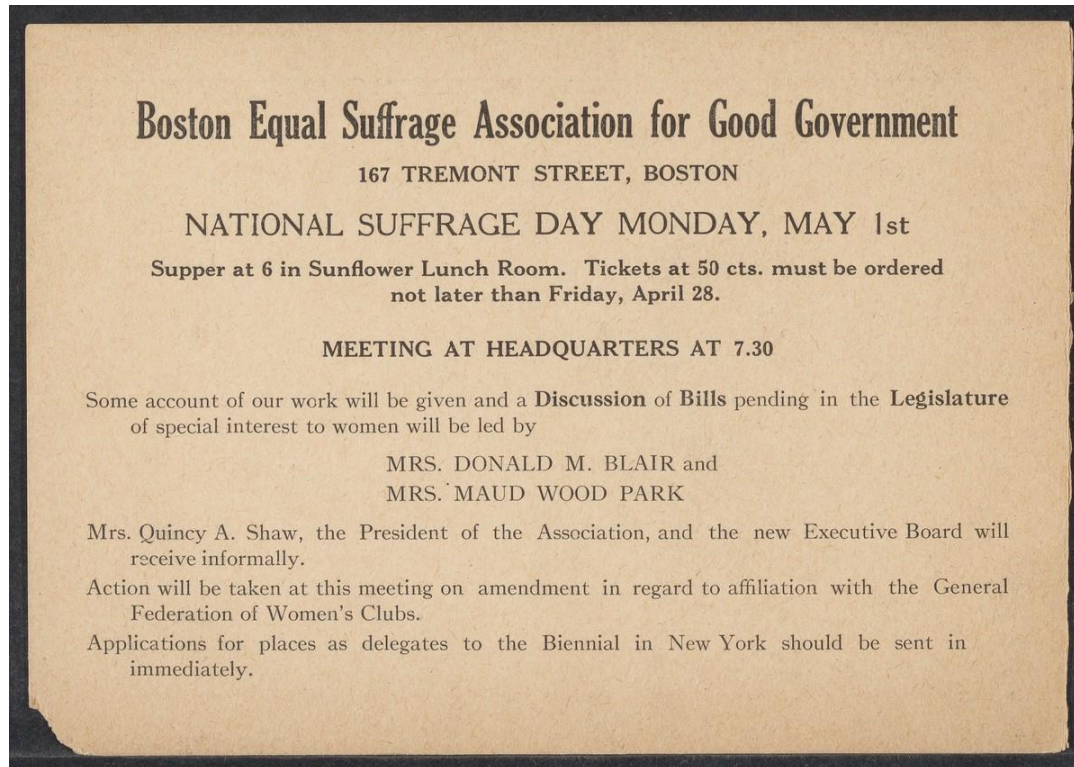 Boston Equal Suffrage Association for Good Government
167 TREMONT STREET, BOSTON
NATIONAL SUFFRAGE DAY MONDAY, MAY 1st
Supper at 6 in Sunflower Lunch Room. Tickets at 50 cts. must be ordered
not later than Friday, April 28.
MEETING AT HEADQUARTERS AT 7.30
Some account of our work will be given and a Discussion of Bills pending in the Legislature
of special interest to women will be led by
MRS. DONALD M. BLAIR and
MRS. MAUD WOOD PARK
Mrs. Quincy A. Shaw, the President of the Association, and the new Executive Board will
receive informally.
Action will be taken at this meeting on amendment in regard to affiliation with the General
Federation of Women's Clubs.
Applications for places as delegates to the Biennial in New York should be sent in
immediately.